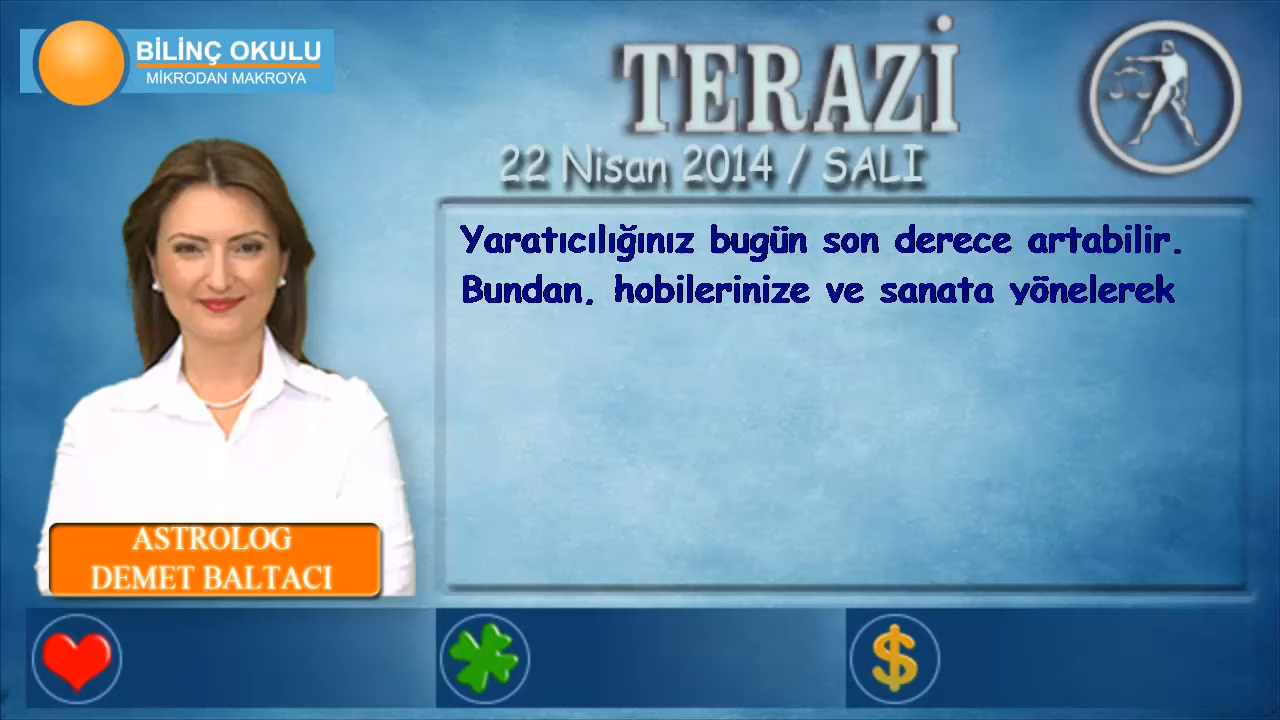 BİLİNÇ OKULU
MİKRODAN MAKROYA
TERAZİ
22 Nisan 2014 / SALI
Yaratıcılığınız bugün son derece artabilir.
Bundan, hobilerinize ve sanata yönelerek
ASTROLOG
DEMET BALTACI